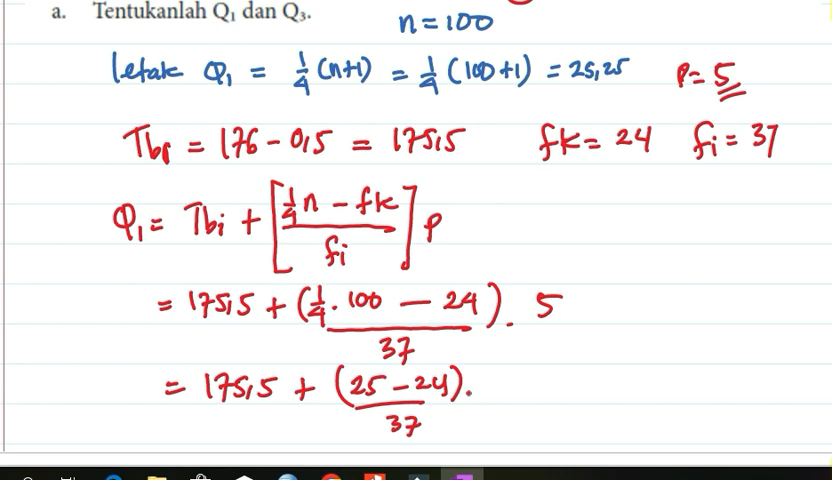 a. Tentukanlah Q₁ dan Q₃.
n = 100
letak Q₁ = 1/4 (n+1) = 1/4 (100+1) = 25,25 P = 5
Tbi = 176 - 0,5 = 175,5 fk = 24 fi = 37
Q₁ = Tbi + [(1/4 n - fk)/fi] P
= 175,5 + (1/4 . 100 - 24)/37 . 5
= 175,5 + (25 - 24)/37 .